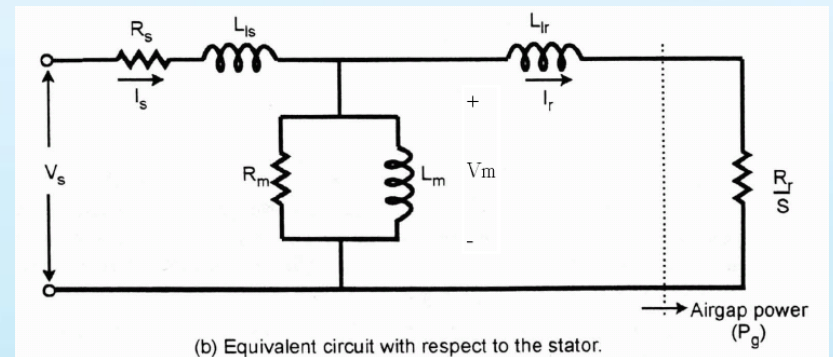 Rs
Lls
Llr
Is
Ir
+
Vs
Rm
Lm
Vm
Rr
S
-
Airgap power
(Pg)
(b) Equivalent circuit with respect to the stator.